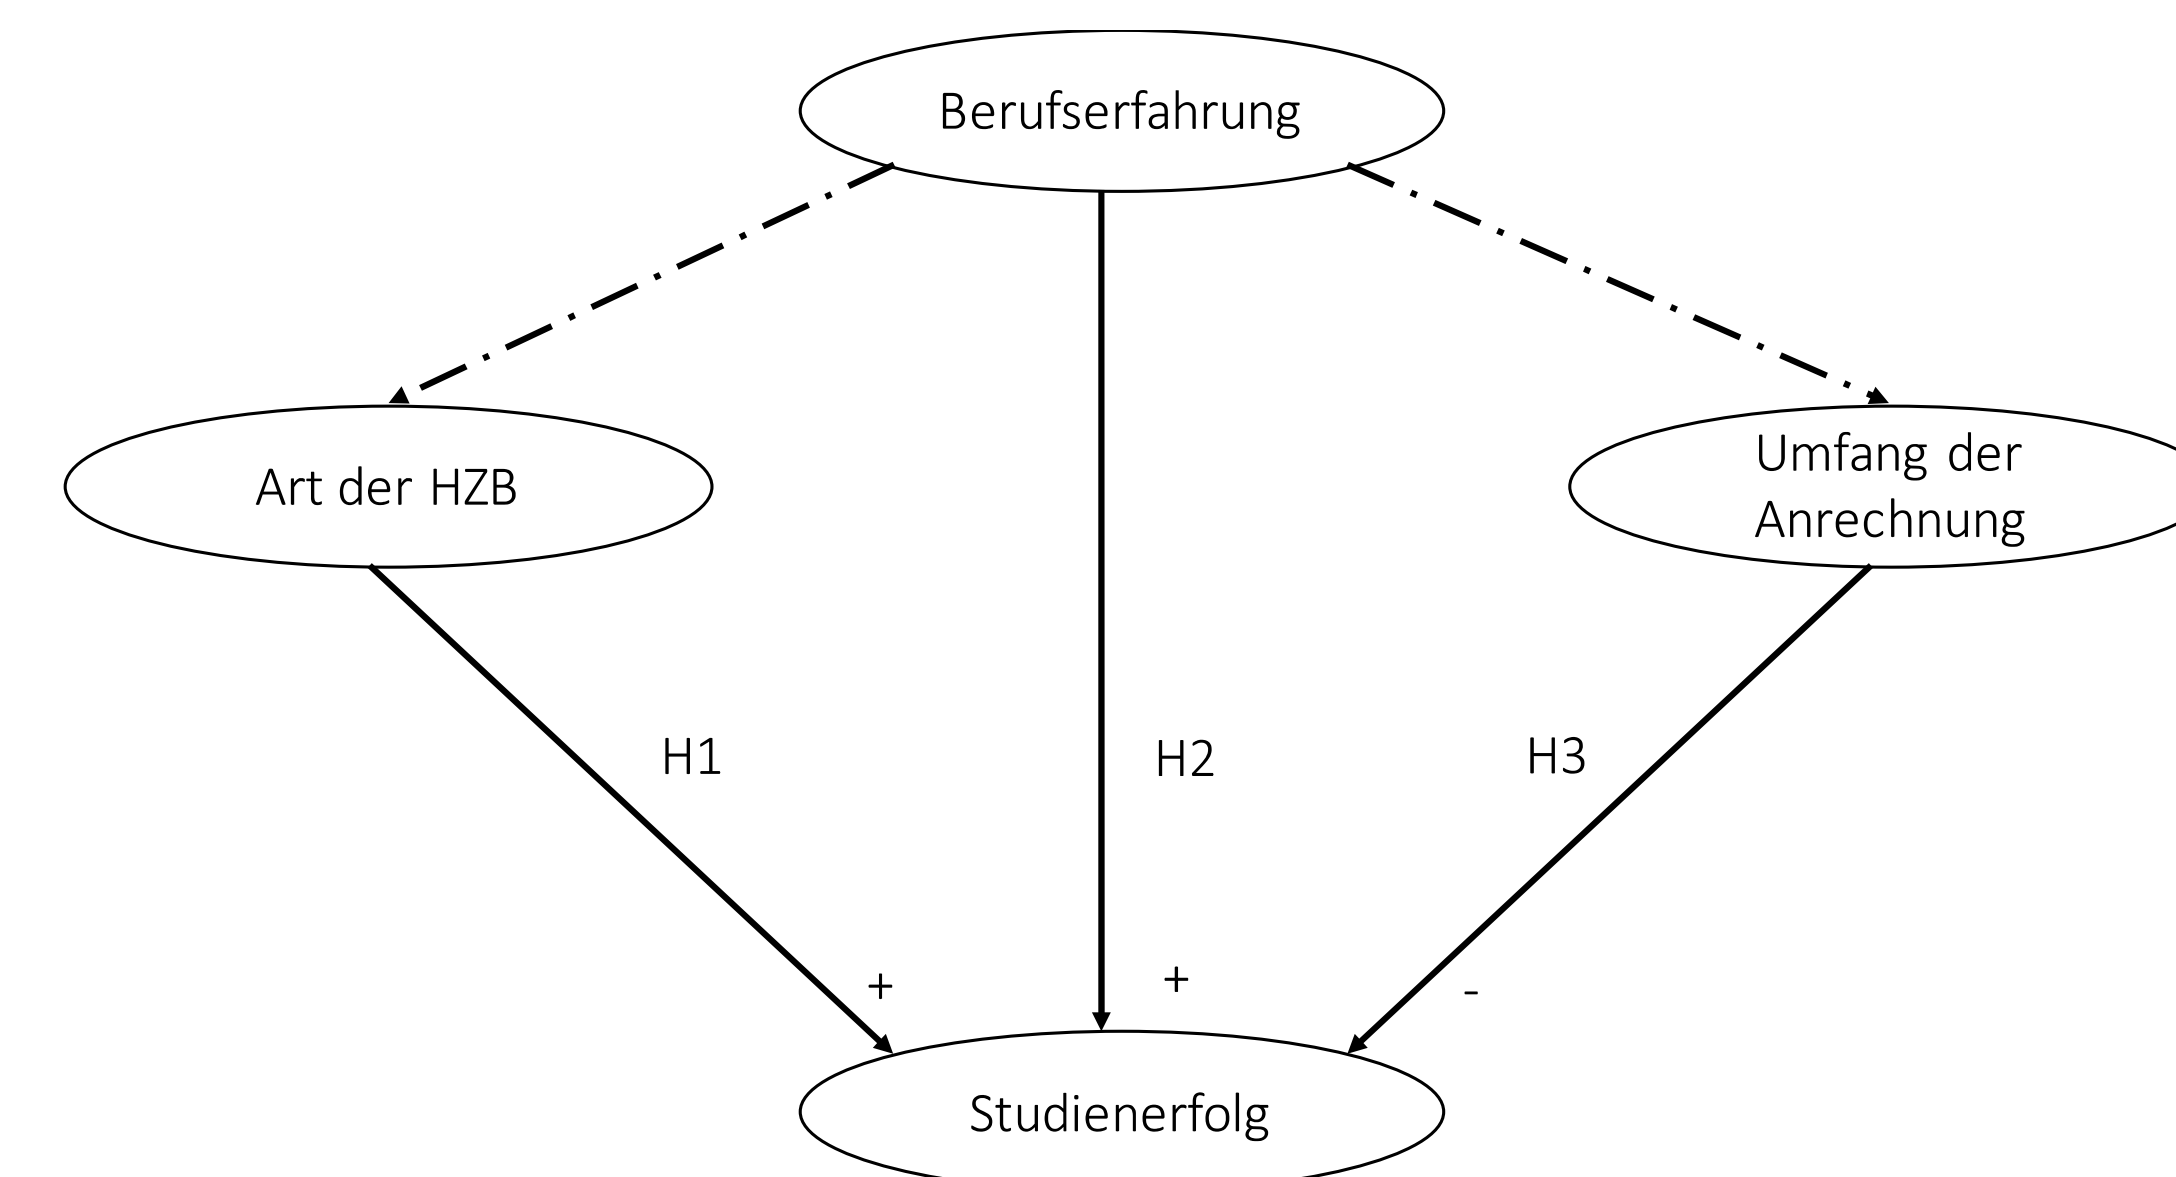 Berufserfahrung
Art der HZB
Umfang der
Anrechnung
H1
H2
H3
+
+
-
Studienerfolg